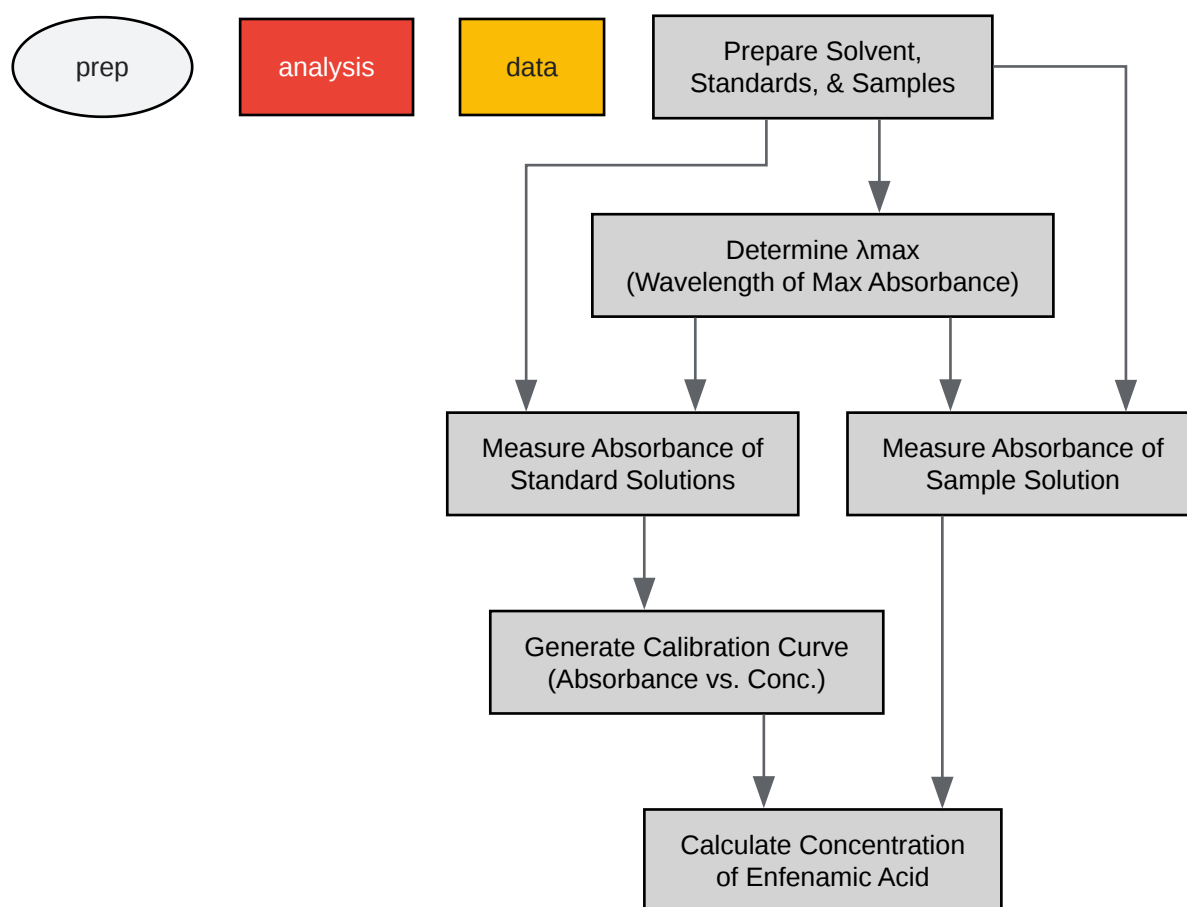 prep
analysis
data
Prepare Solvent,
Standards, & Samples
Determine λmax
(Wavelength of Max Absorbance)
Measure Absorbance of
Standard Solutions
Measure Absorbance of
Sample Solution
Generate Calibration Curve
(Absorbance vs. Conc.)
Calculate Concentration
of Enfenamic Acid